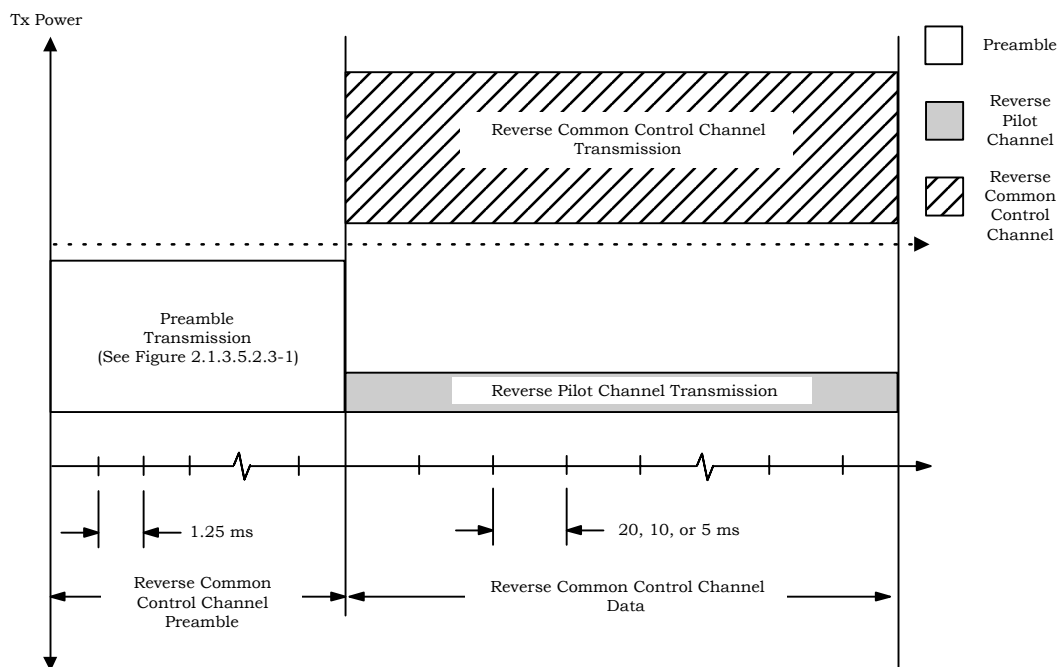 Tx Power
Preamble
Reverse
Pilot
Channel
Reverse
Common
Control
Channel
Reverse Common Control Channel
Transmission
Preamble
Transmission
(See Figure 2.1.3.5.2.3-1)
Reverse Pilot Channel Transmission
1.25 ms
20, 10, or 5 ms
Reverse Common
Control Channel
Preamble
Reverse Common Control Channel
Data